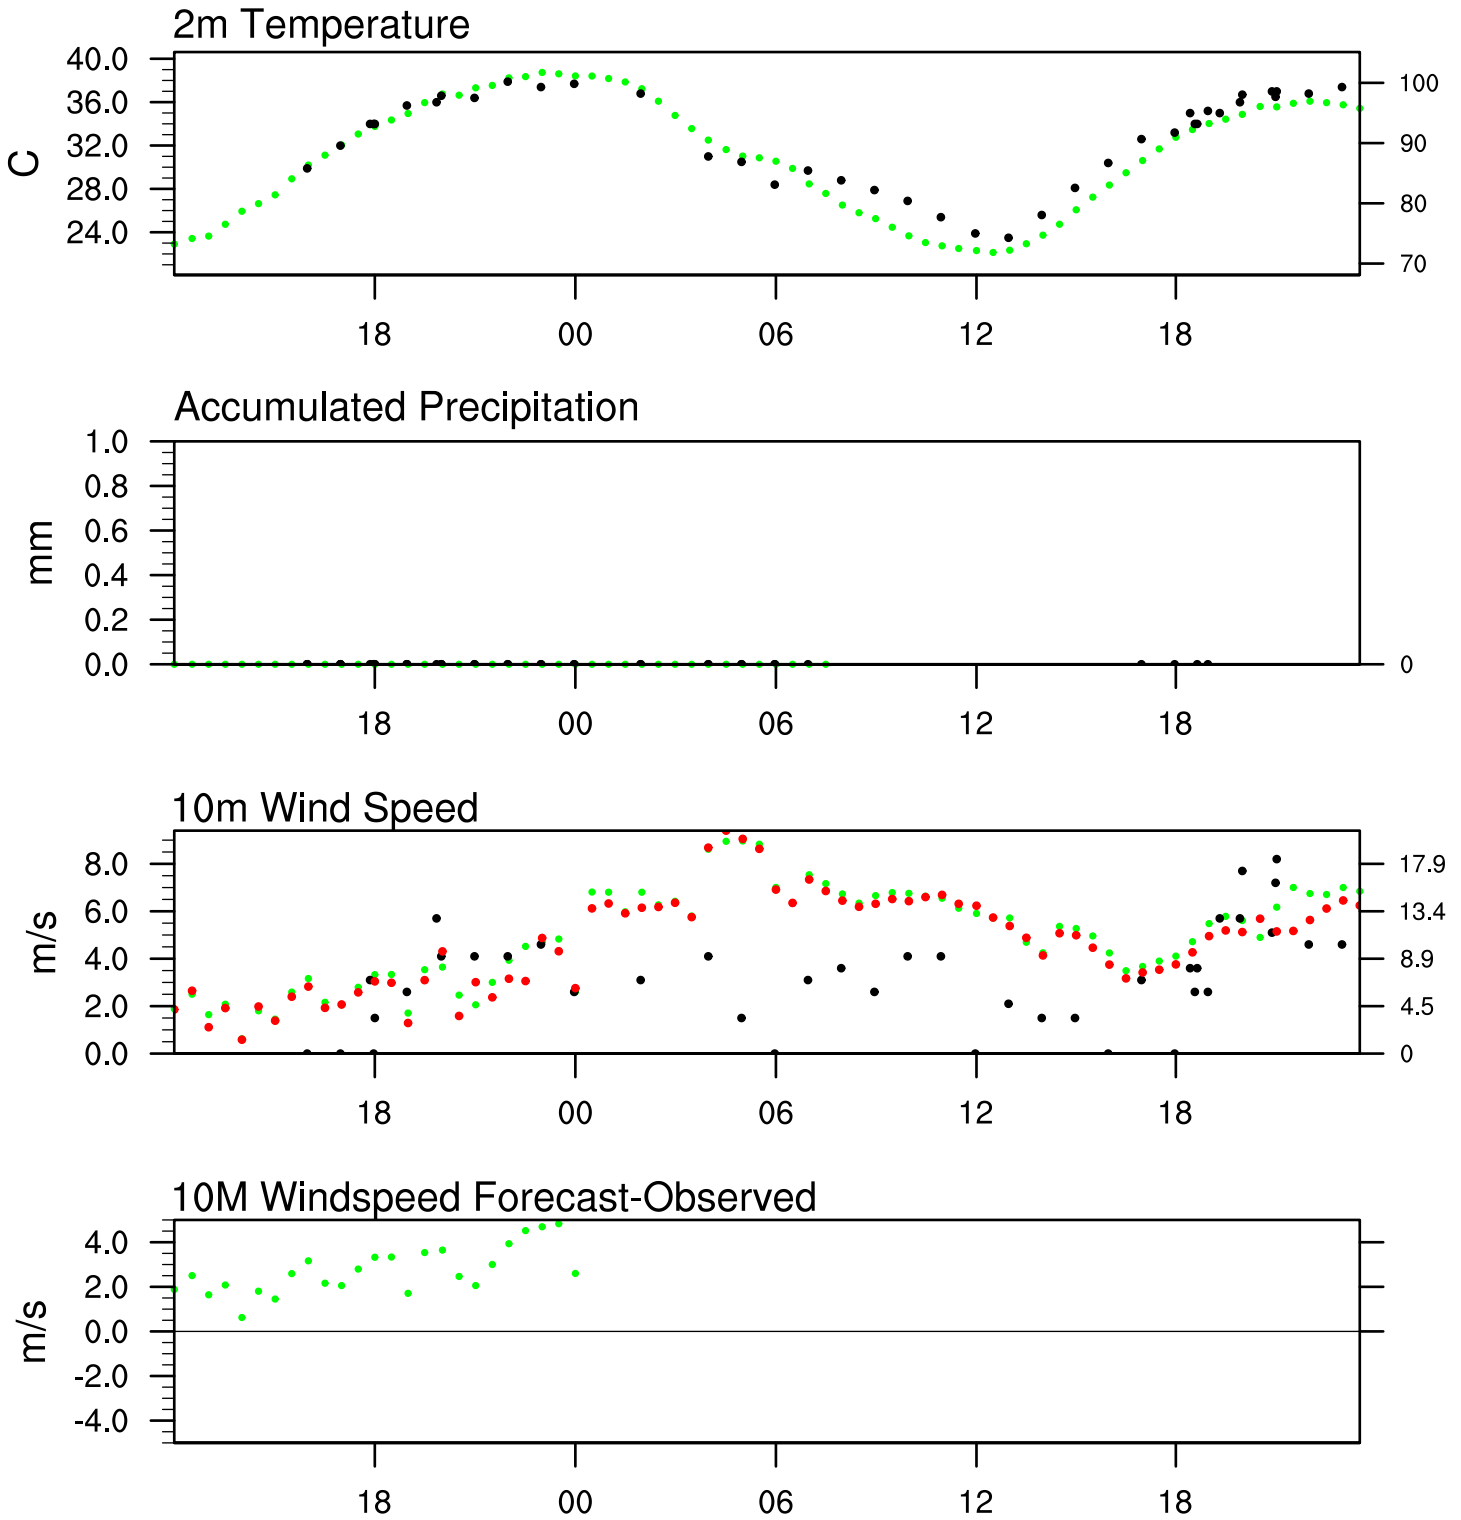 2m Temperature
40.0
36.0
32.0
28.0
24.0
C
100
90
80
70
18 00 06 12 18
Accumulated Precipitation
1.0
0.8
0.6
0.4
0.2
0.0
mm
0
18 00 06 12 18
10m Wind Speed
8.0
6.0
4.0
2.0
0.0
m/s
17.9
13.4
8.9
4.5
0
18 00 06 12 18
10M Windspeed Forecast-Observed
4.0
2.0
0.0
-2.0
-4.0
m/s
18 00 06 12 18